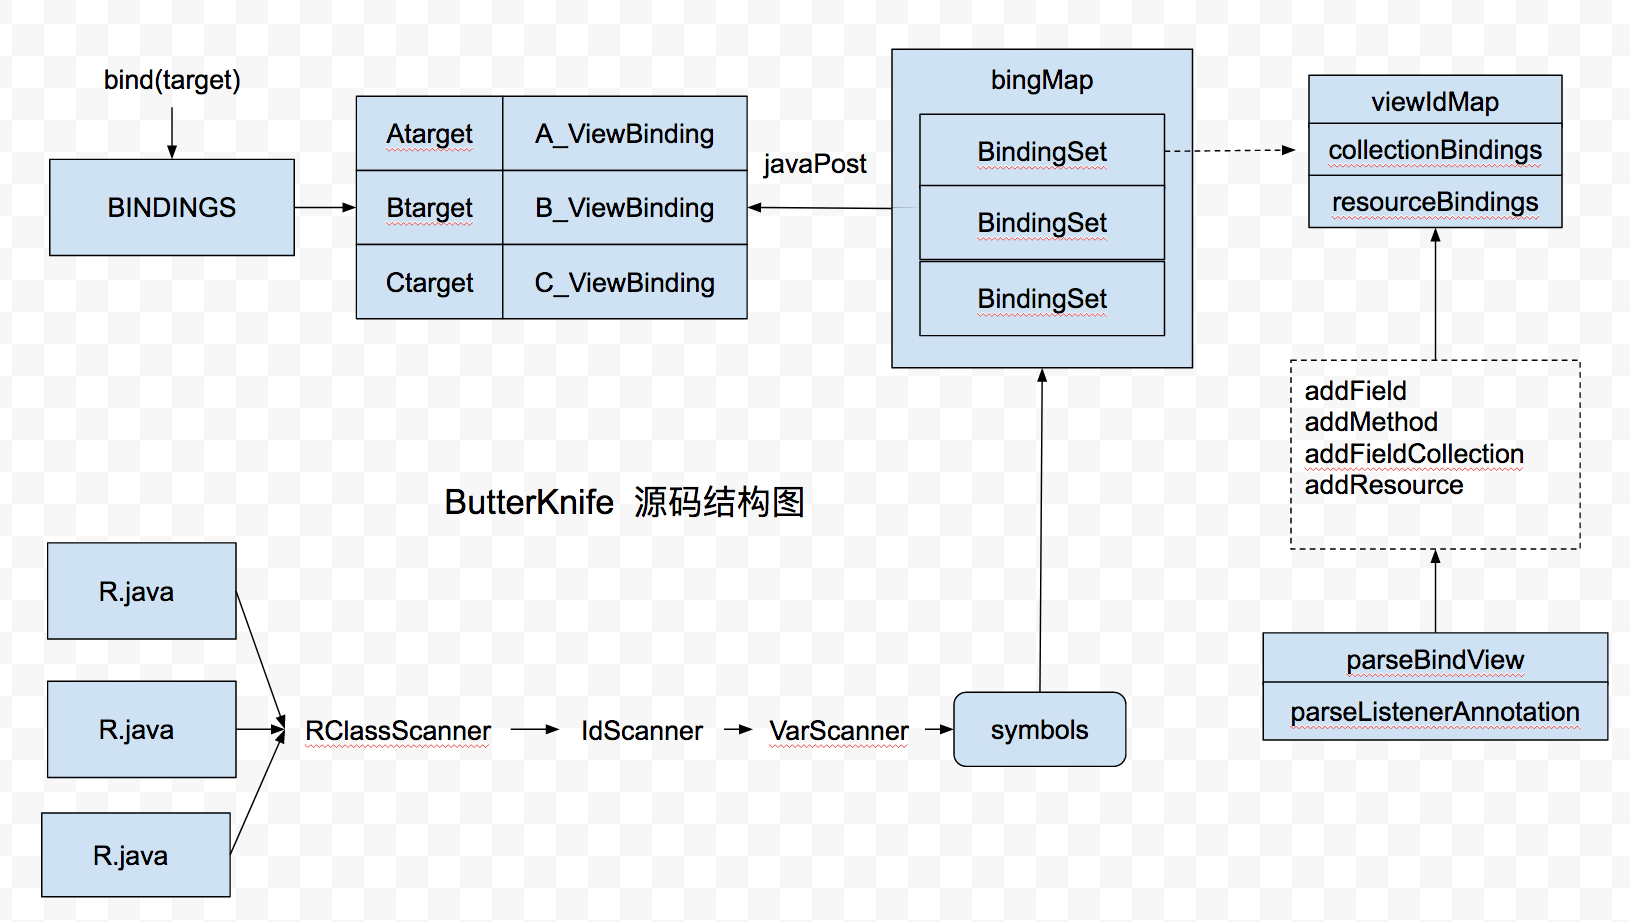 bind(target)
BINDINGS
Atarget
A_ViewBinding
Btarget
B_ViewBinding
Ctarget
C_ViewBinding
javaPost
bingMap
BindingSet
BindingSet
BindingSet
viewIdMap
collectionBindings
resourceBindings
addField
addMethod
addFieldCollection
addResource
parseBindView
parseListenerAnnotation
ButterKnife 源码结构图
R.java
R.java
R.java
RClassScanner
IdScanner
VarScanner
symbols